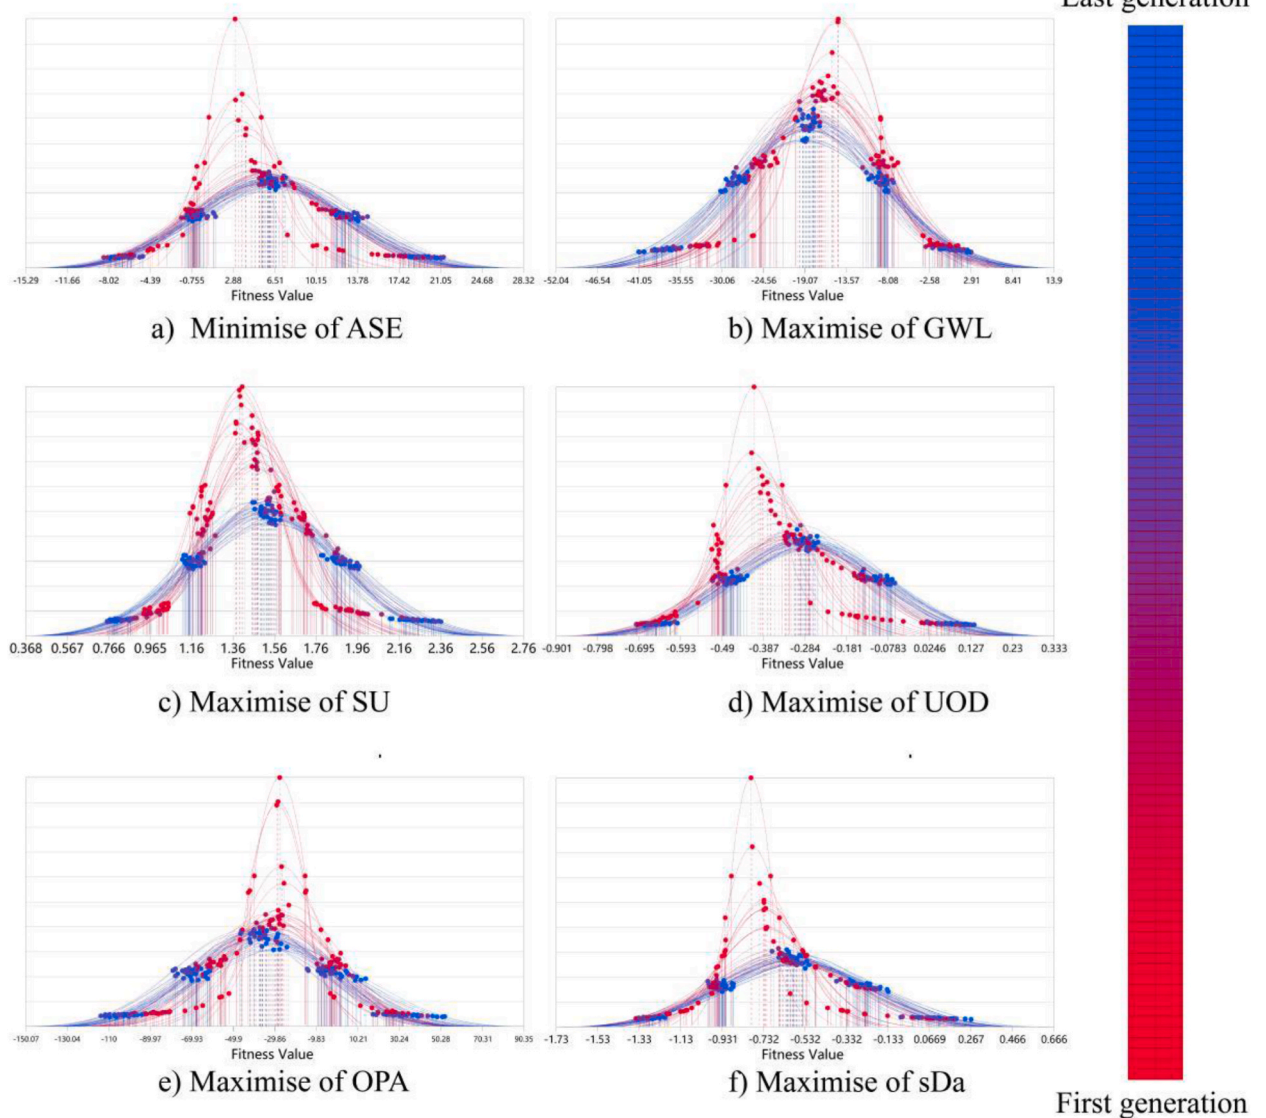 Last generation
-15.29 -11.66 -8.02 -4.39 -0.755 2.88 6.51 10.15 13.78 17.42 21.05 24.68 28.32
Fitness Value
a) Minimise of ASE
-52.04 -46.54 -41.05 -35.55 -30.06 -24.56 -19.07 -13.57 -8.08 -2.58 2.91 8.41 13.9
Fitness Value
b) Maximise of GWL
0.368 0.567 0.766 0.965 1.16 1.36 1.56 1.76 1.96 2.16 2.36 2.56 2.76
Fitness Value
c) Maximise of SU
-0.901 -0.798 -0.695 -0.593 -0.49 -0.387 -0.284 -0.181 -0.0783 0.0246 0.127 0.23 0.333
Fitness Value
d) Maximise of UOD
-150.07 -130.04 -110 -89.97 -69.93 -49.9 -29.86 -9.83 10.21 30.24 50.28 70.31 90.35
Fitness Value
e) Maximise of OPA
-1.73 -1.53 -1.33 -1.13 -0.931 -0.732 -0.532 -0.332 -0.133 0.0669 0.267 0.466 0.666
Fitness Value
f) Maximise of sDa
First generation